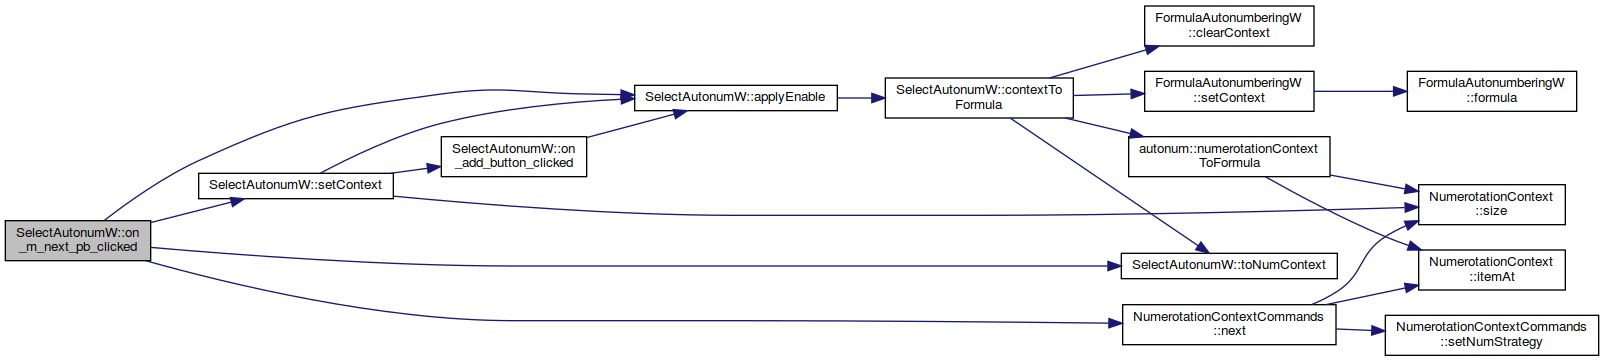 SelectAutonumW::on
_m_next_pb_clicked
SelectAutonumW::setContext
SelectAutonumW::on
_add_button_clicked
SelectAutonumW::applyEnable
SelectAutonumW::contextTo
Formula
FormulaAutonumberingW
::clearContext
FormulaAutonumberingW
::setContext
FormulaAutonumberingW
::formula
autonum::numerotationContext
ToFormula
NumerotationContext
::size
NumerotationContext
::itemAt
SelectAutonumW::toNumContext
NumerotationContextCommands
::next
NumerotationContextCommands
::setNumStrategy